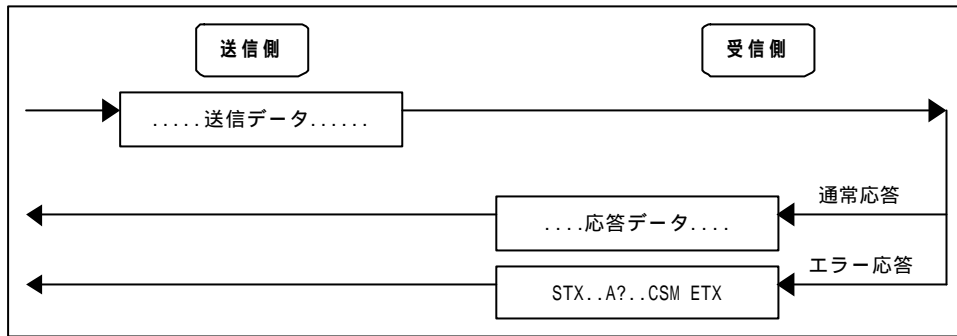 送信側
受信側
.....送信データ......
通常応答
....応答データ....
エラー応答
STX..A?..CSM ETX